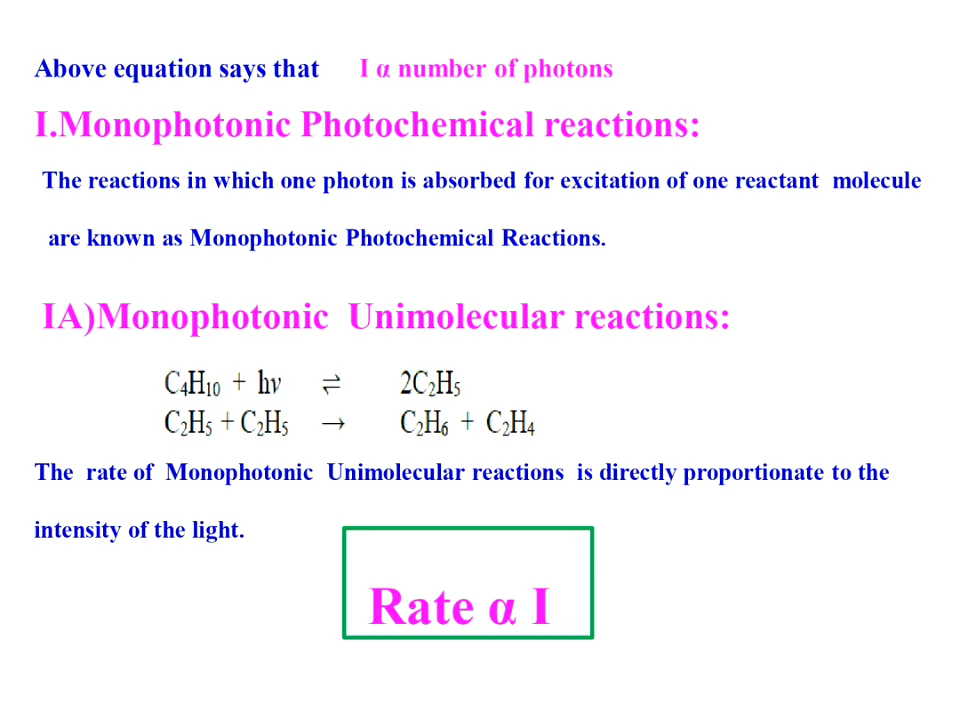 Above equation says that I α number of photons
I.Monophotonic Photochemical reactions:
The reactions in which one photon is absorbed for excitation of one reactant molecule
are known as Monophotonic Photochemical Reactions.
IA)Monophotonic Unimolecular reactions:
C₄H₁₀ + hν ⇌ 2C₂H₅
C₂H₅ + C₂H₅ → C₂H₆ + C₂H₄
The rate of Monophotonic Unimolecular reactions is directly proportionate to the
intensity of the light.
Rate α I